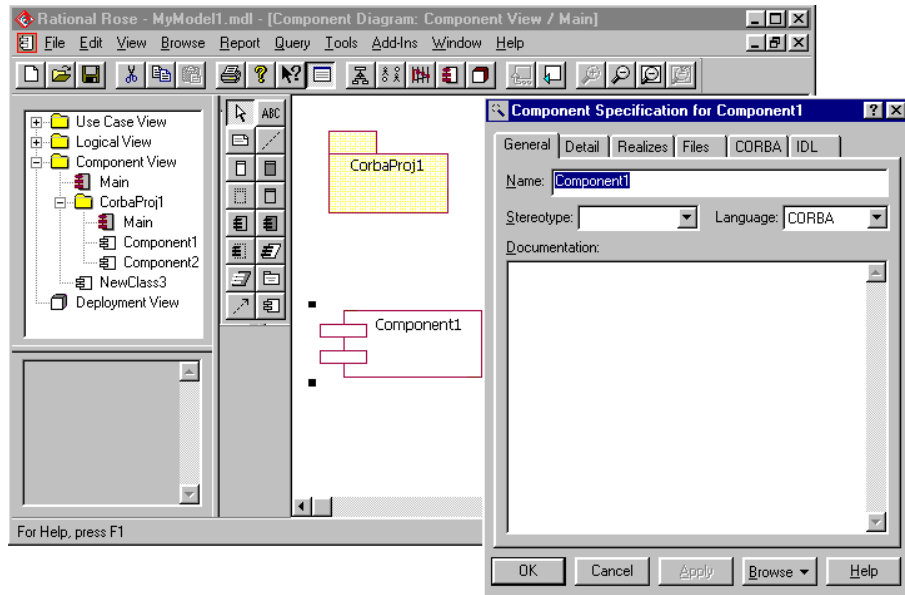 Rational Rose - MyModel1.mdl - [Component Diagram: Component View / Main]
File Edit View Browse Report Query Tools Add-Ins Window Help
ABC
Use Case View
Logical View
Component View
Main
CorbaProj1
Main
Component1
Component2
NewClass3
Deployment View
CorbaProj1
Component1
For Help, press F1
Component Specification for Component1
General Detail Realizes Files CORBA IDL
Name: Component1
Stereotype: Language: CORBA
Documentation:
OK Cancel Apply Browse Help